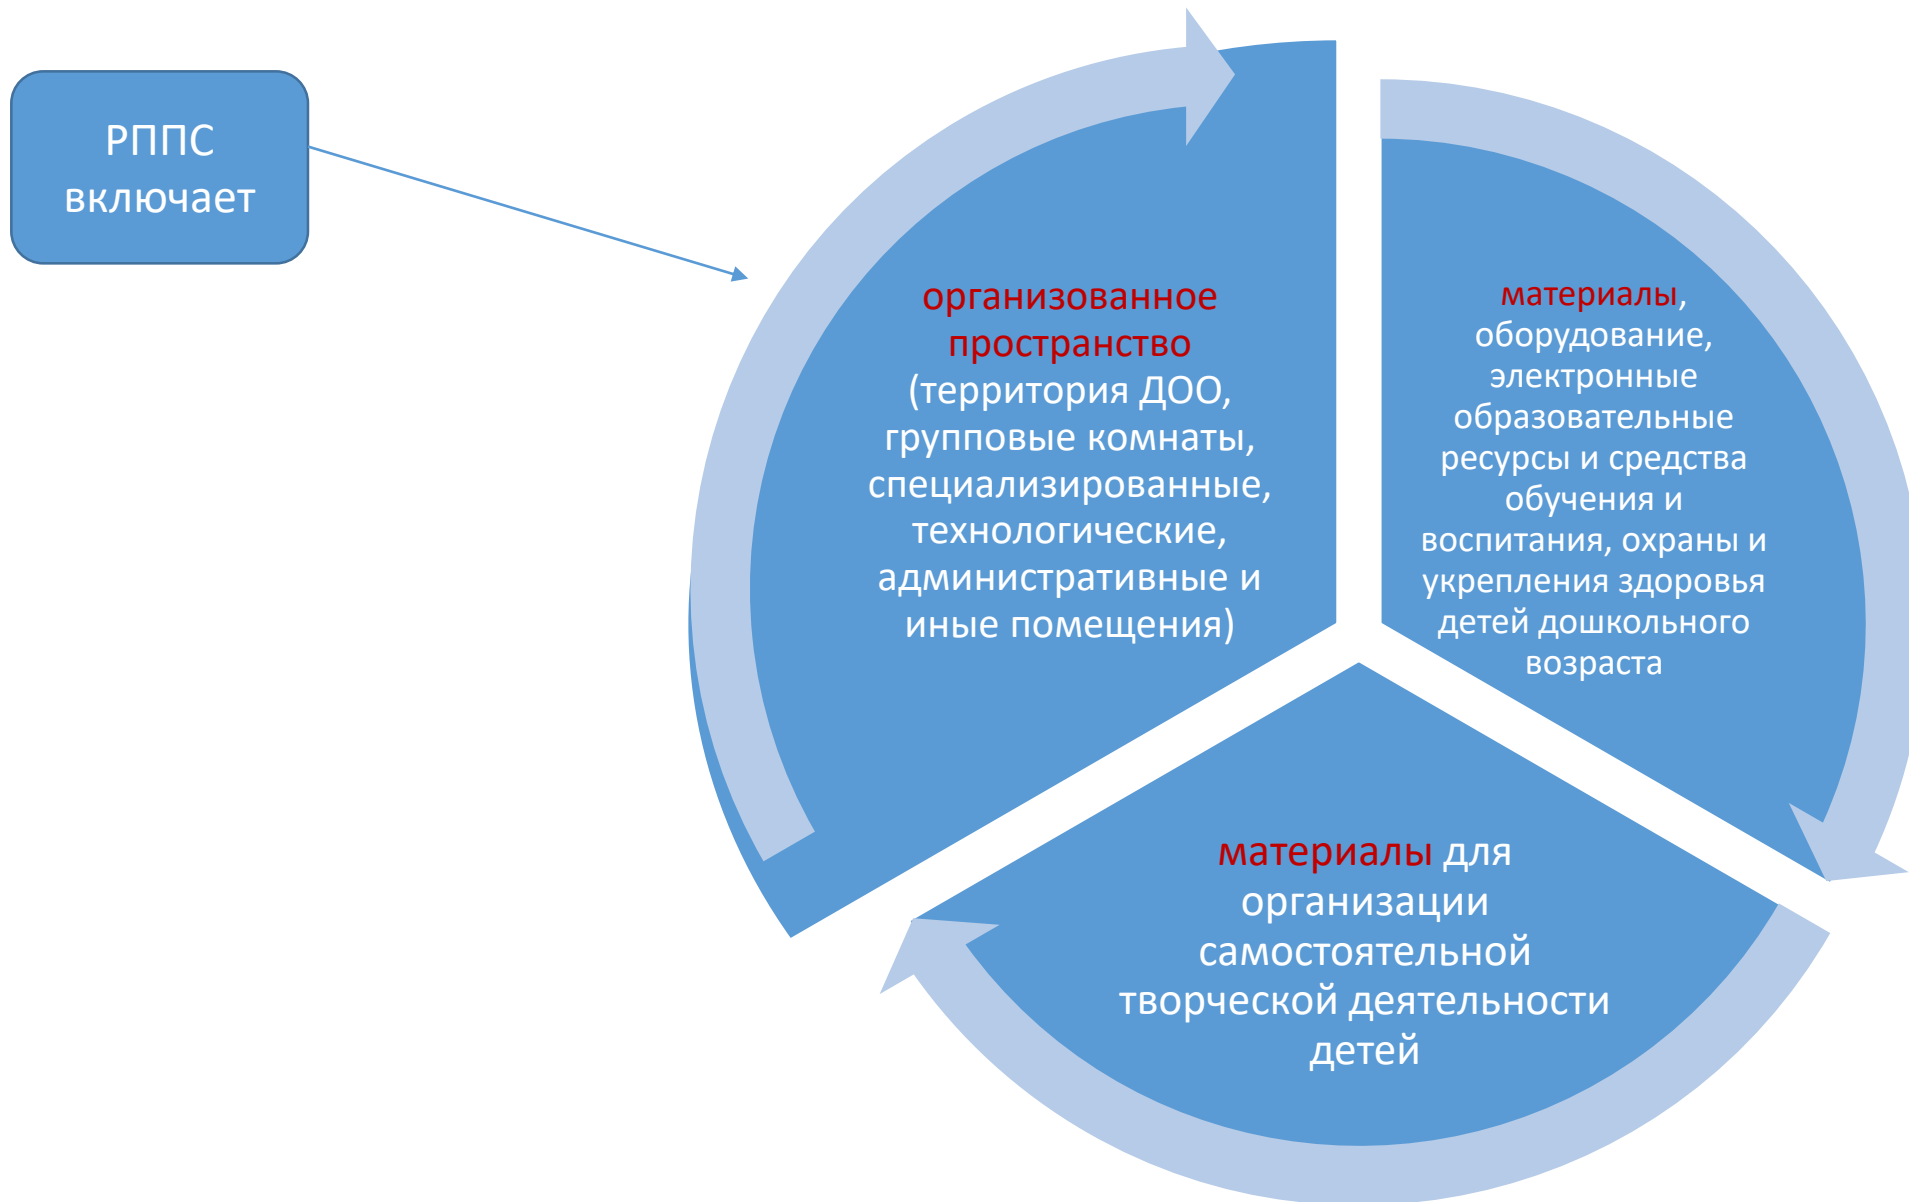 РППС
включает
организованное
пространство
(территория ДОО,
групповые комнаты,
специализированные,
технологические,
административные и
иные помещения)
материалы,
оборудование,
электронные
образовательные
ресурсы и средства
обучения и
воспитания, охраны и
укрепления здоровья
детей дошкольного
возраста
материалы для
организации
самостоятельной
творческой деятельности
детей